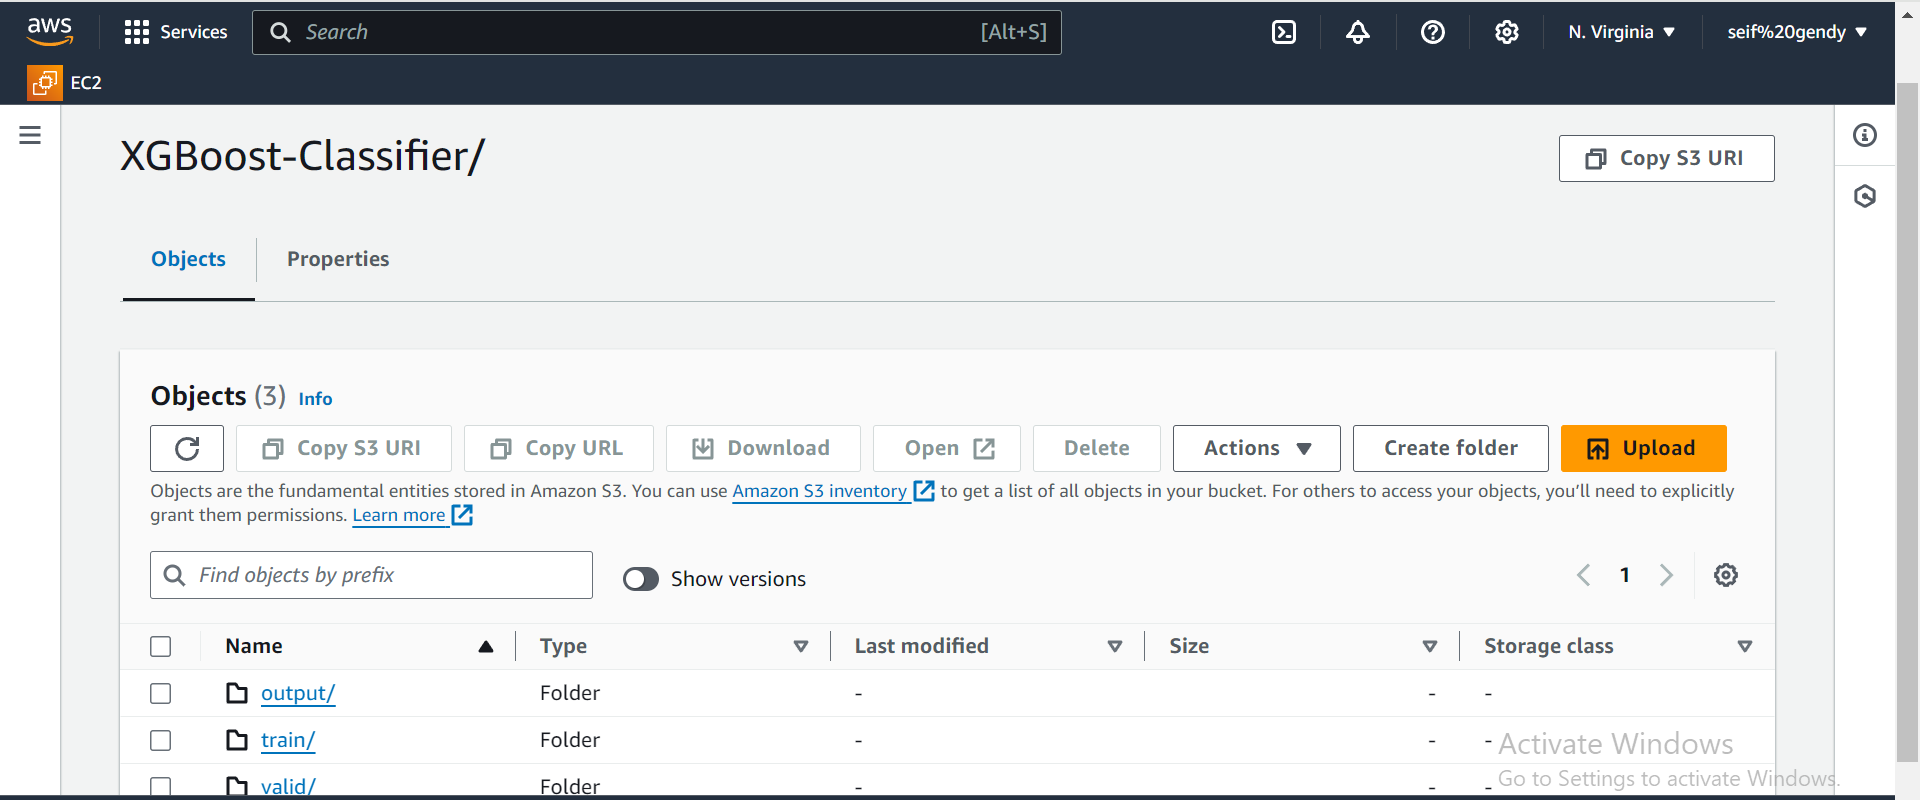 aws Services Search [Alt+S] N. Virginia seif%20gendy
EC2
XGBoost-Classifier/ Copy S3 URI
Objects Properties
Objects (3) Info
Copy S3 URI Copy URL Download Open Delete Actions Create folder Upload
Objects are the fundamental entities stored in Amazon S3. You can use Amazon S3 inventory to get a list of all objects in your bucket. For others to access your objects, you'll need to explicitly
grant them permissions. Learn more
Find objects by prefix Show versions 1
Name Type Last modified Size Storage class
output/ Folder - - -
train/ Folder - - -
Activate Windows
valid/ Folder - - -
Go to Settings to activate Windows.